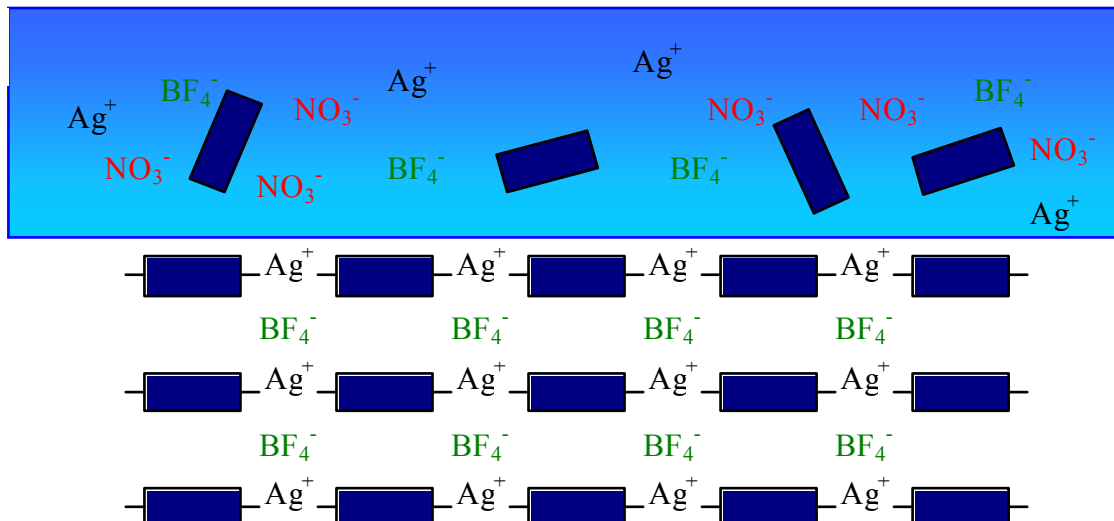 Ag⁺ BF₄⁻ NO₃⁻ Ag⁺ Ag⁺ NO₃⁻ NO₃⁻ BF₄⁻
NO₃⁻ NO₃⁻ BF₄⁻ BF₄⁻ NO₃⁻
Ag⁺
Ag⁺ Ag⁺ Ag⁺ Ag⁺
BF₄⁻ BF₄⁻ BF₄⁻ BF₄⁻
Ag⁺ Ag⁺ Ag⁺ Ag⁺
BF₄⁻ BF₄⁻ BF₄⁻ BF₄⁻
Ag⁺ Ag⁺ Ag⁺ Ag⁺